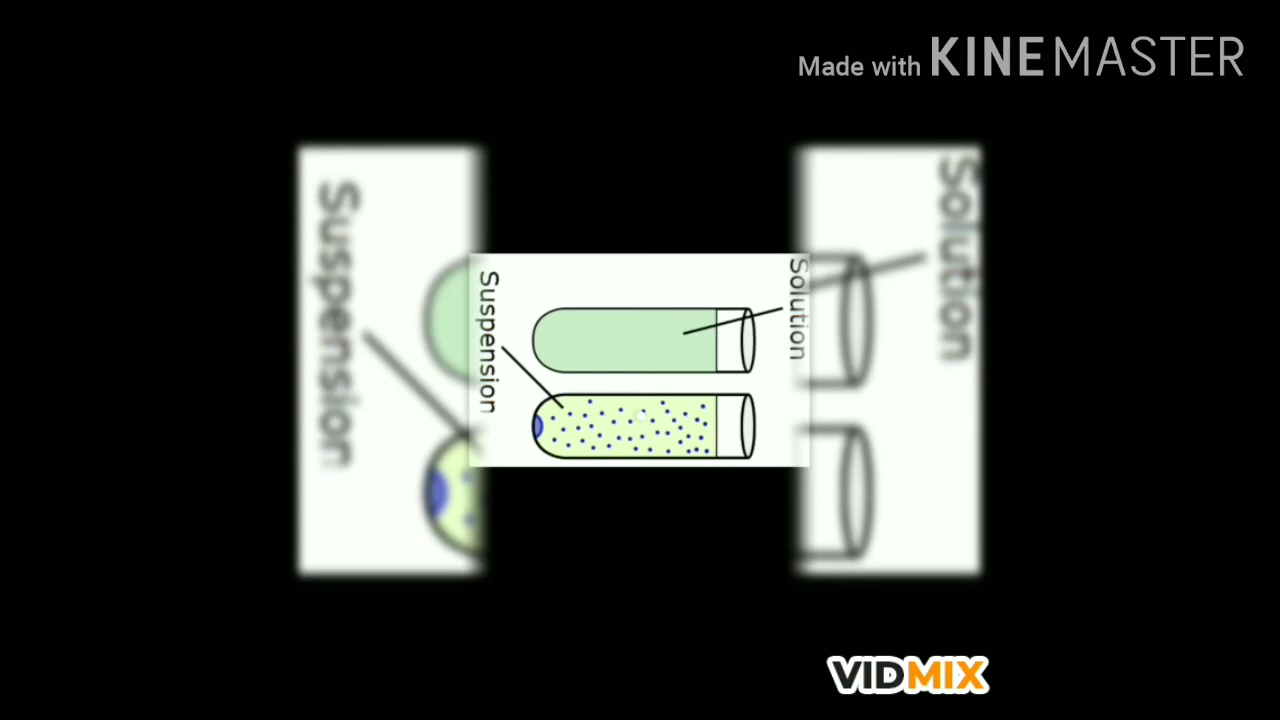 Made with KINEMASTER
Suspension
Solution
Suspension
Solution
VIDMIX